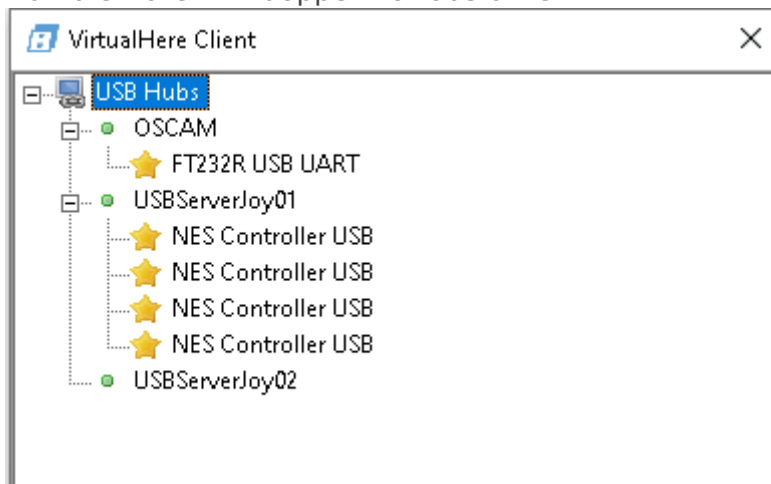 VirtualHere Client
USB Hubs
OSCAM
FT232R USB UART
USBServerJoy01
NES Controller USB
NES Controller USB
NES Controller USB
NES Controller USB
USBServerJoy02